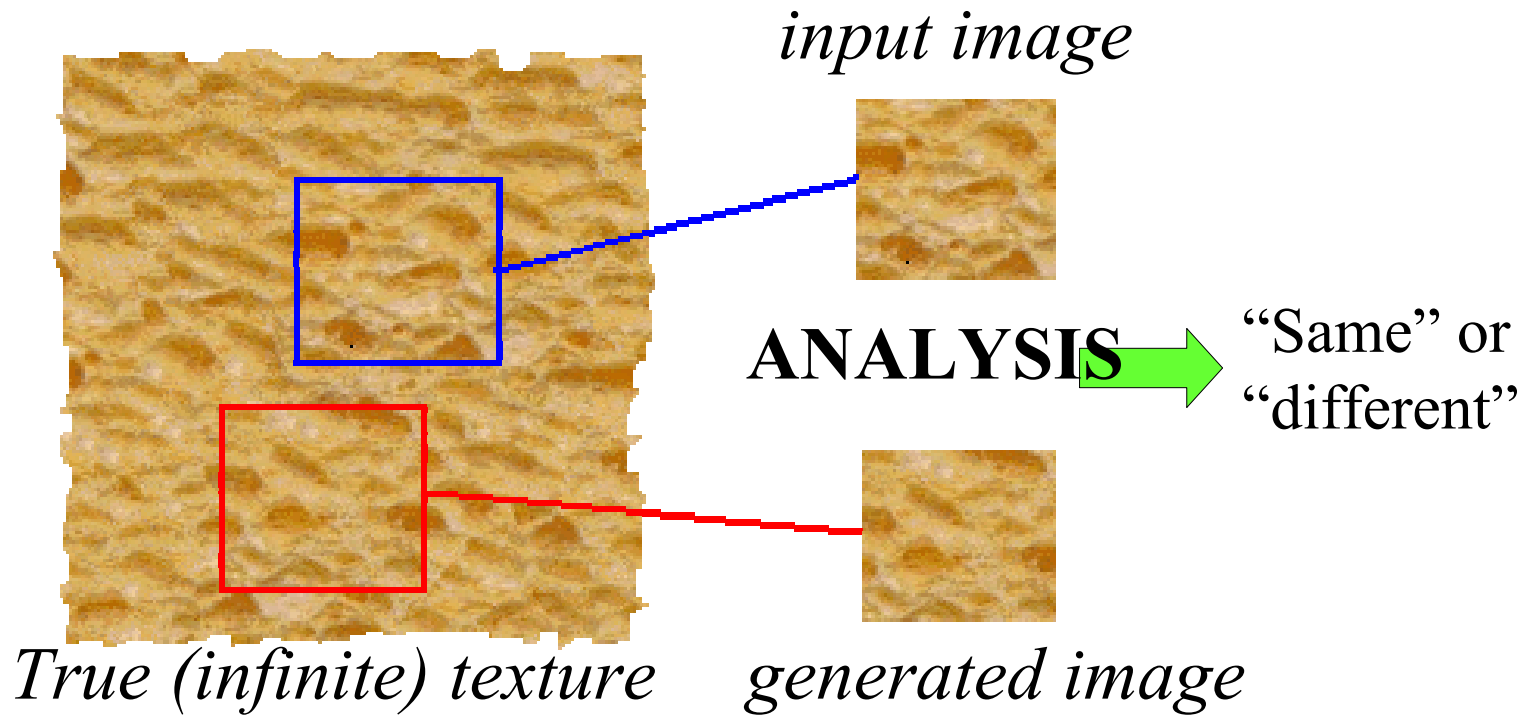 input image
ANALYSIS
“Same” or
“different”
True (infinite) texture
generated image